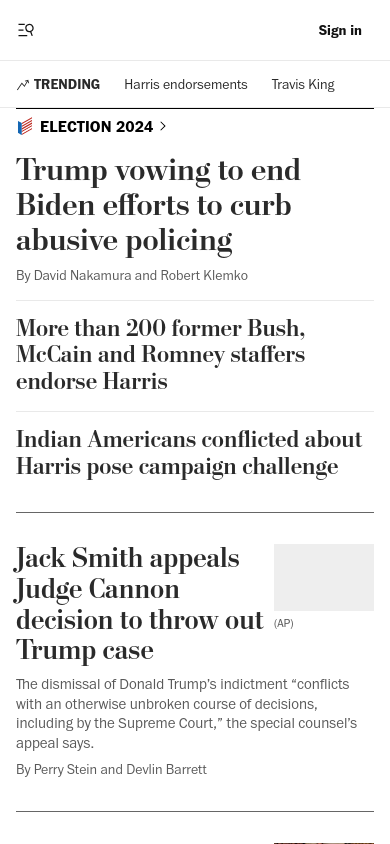 Sign in
TRENDING Harris endorsements Travis King
ELECTION 2024
Trump vowing to end
Biden efforts to curb
abusive policing
By David Nakamura and Robert Klemko
More than 200 former Bush,
McCain and Romney staffers
endorse Harris
Indian Americans conflicted about
Harris pose campaign challenge
Jack Smith appeals
Judge Cannon
decision to throw out
Trump case
(AP)
The dismissal of Donald Trump’s indictment “conflicts
with an otherwise unbroken course of decisions,
including by the Supreme Court,” the special counsel’s
appeal says.
By Perry Stein and Devlin Barrett